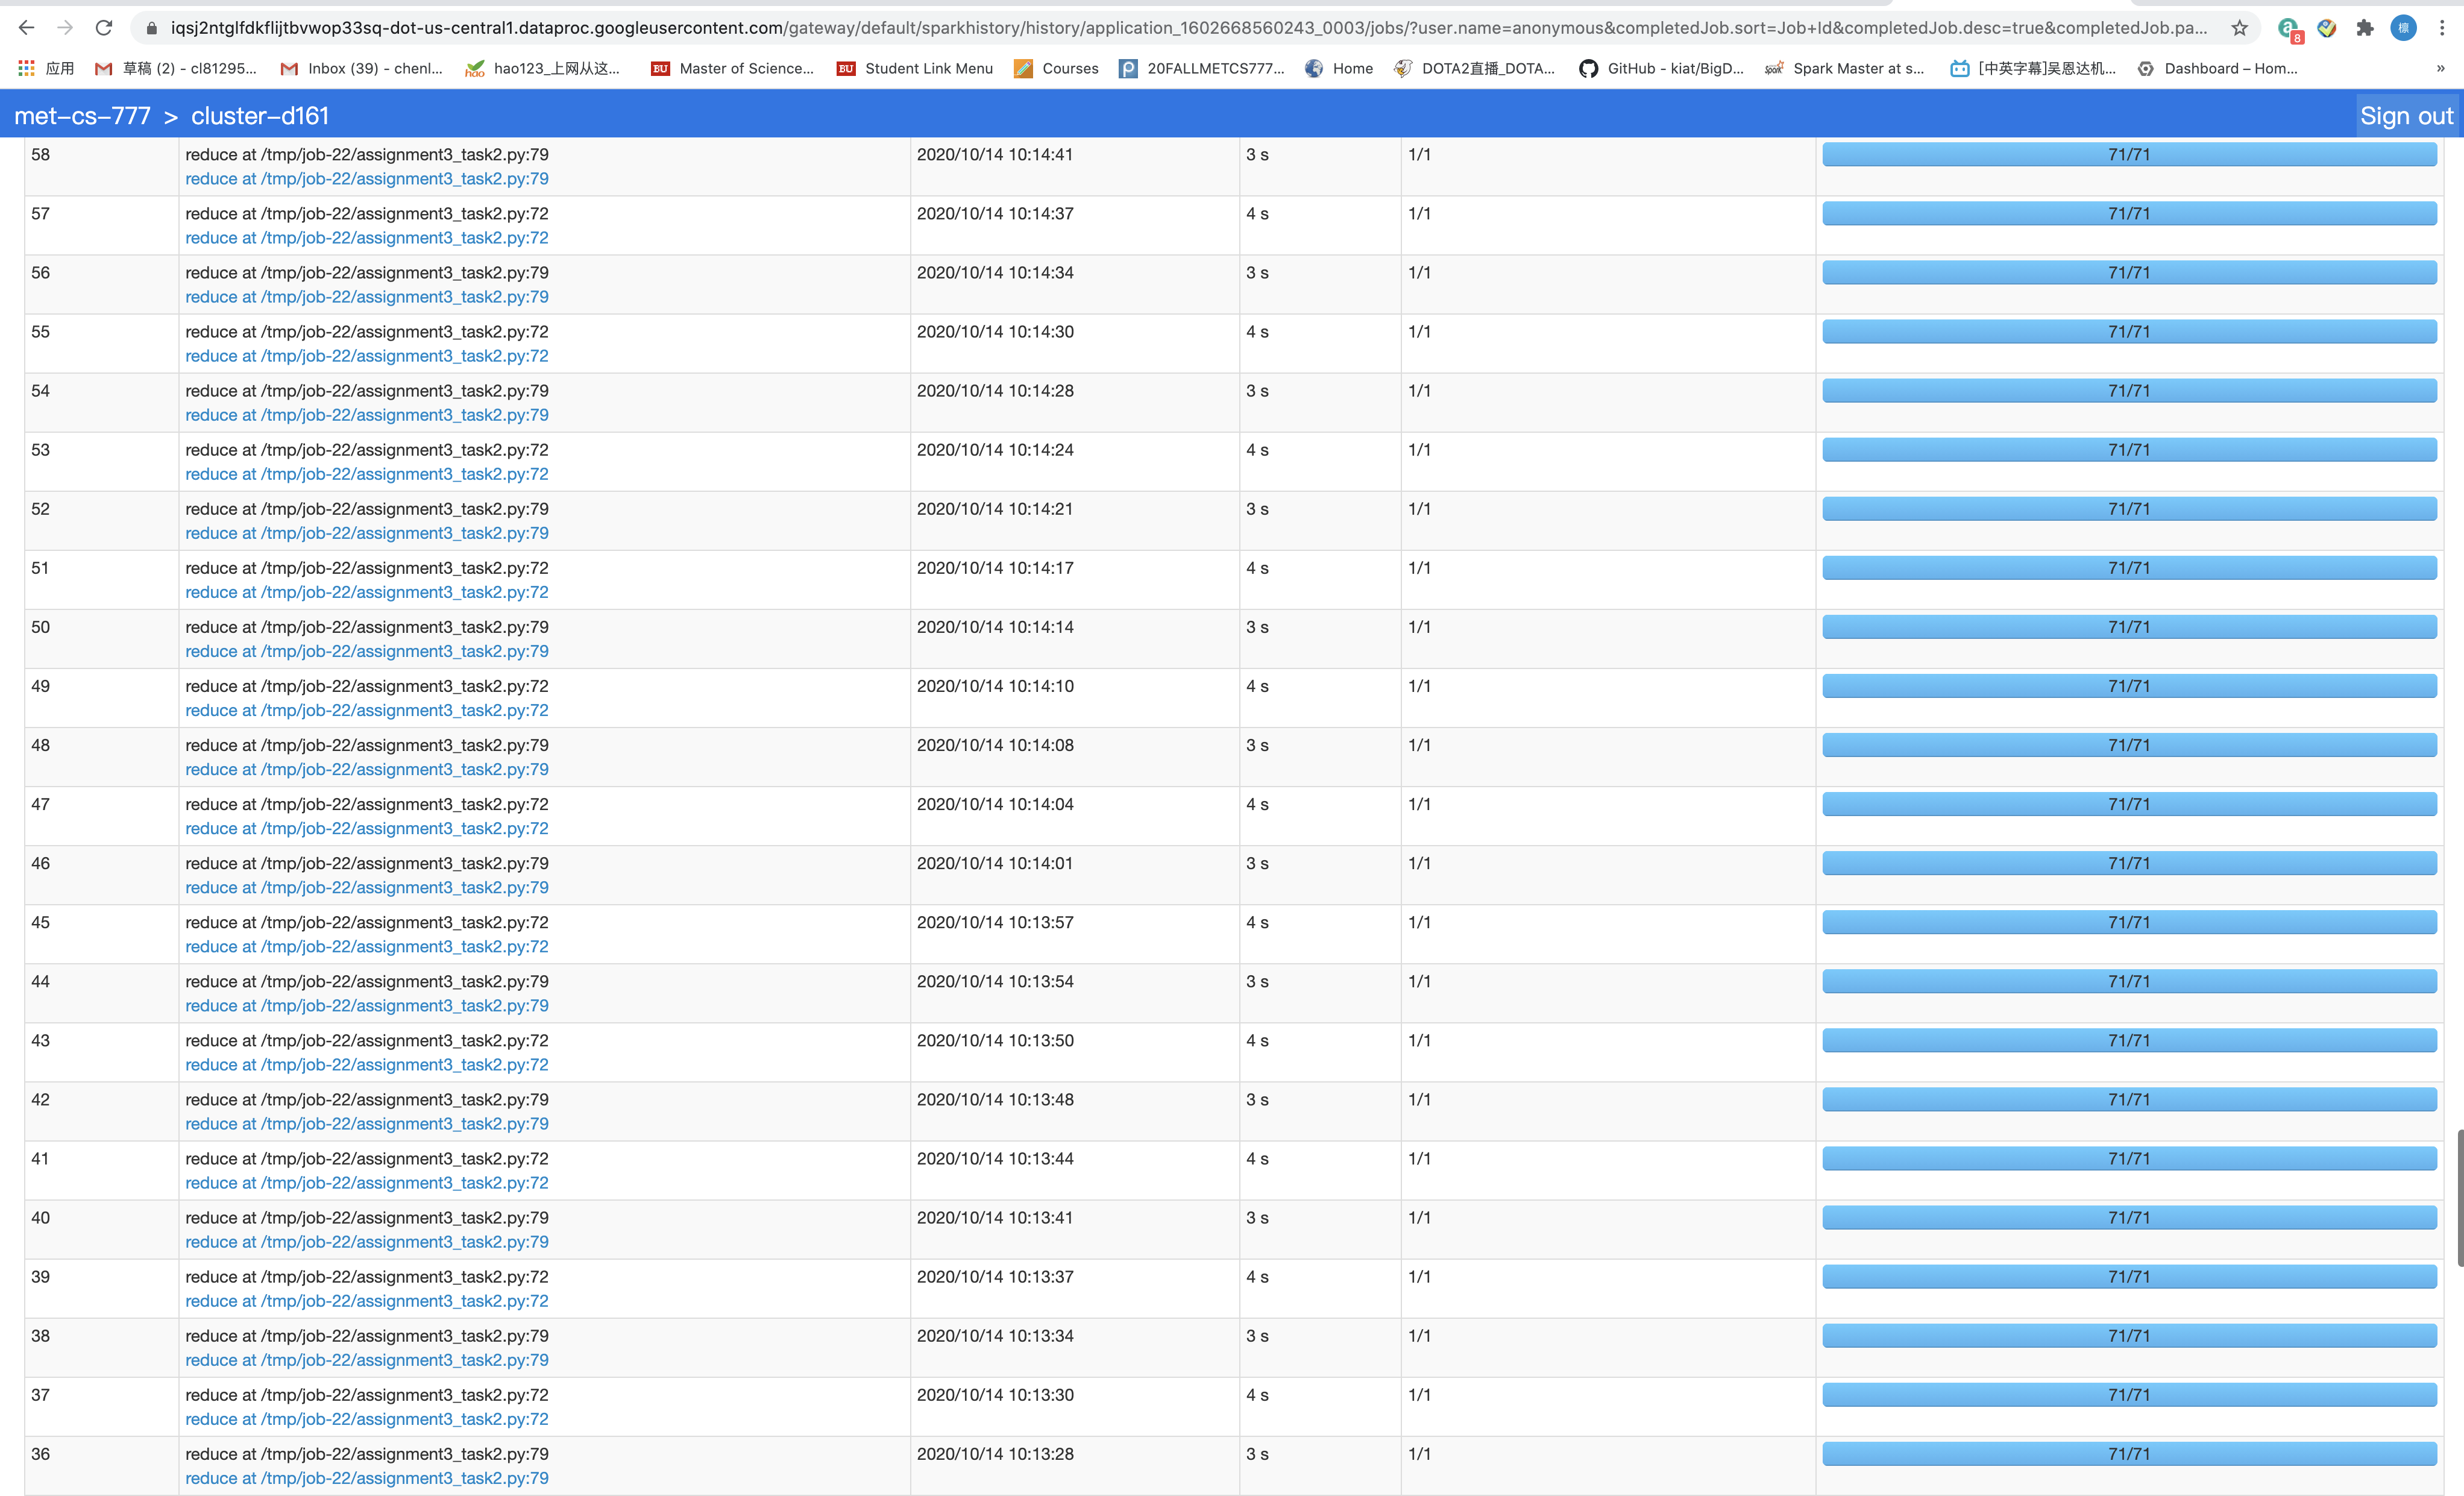 iqsj2ntglfdkflijtbvwop33sq-dot-us-central1.dataproc.googleusercontent.com/gateway/default/sparkhistory/history/application_1602668560243_0003/jobs/?user.name=anonymous&completedJob.sort=Job+Id&completedJob.desc=true&completedJob.pa... 8 檩
应用 草稿 (2) - cl81295... Inbox (39) - chenl... hao hao123_上网从这... BU Master of Science... BU Student Link Menu Courses P 20FALLMETCS777... Home DOTA2直播_DOTA... GitHub - kiat/BigD... Spark Spark Master at s... [中英字幕]吴恩达机... Dashboard – Hom... »
met-cs-777 > cluster-d161 Sign out
58 reduce at /tmp/job-22/assignment3_task2.py:79 2020/10/14 10:14:41 3 s 1/1 71/71
reduce at /tmp/job-22/assignment3_task2.py:79
57 reduce at /tmp/job-22/assignment3_task2.py:72 2020/10/14 10:14:37 4 s 1/1 71/71
reduce at /tmp/job-22/assignment3_task2.py:72
56 reduce at /tmp/job-22/assignment3_task2.py:79 2020/10/14 10:14:34 3 s 1/1 71/71
reduce at /tmp/job-22/assignment3_task2.py:79
55 reduce at /tmp/job-22/assignment3_task2.py:72 2020/10/14 10:14:30 4 s 1/1 71/71
reduce at /tmp/job-22/assignment3_task2.py:72
54 reduce at /tmp/job-22/assignment3_task2.py:79 2020/10/14 10:14:28 3 s 1/1 71/71
reduce at /tmp/job-22/assignment3_task2.py:79
53 reduce at /tmp/job-22/assignment3_task2.py:72 2020/10/14 10:14:24 4 s 1/1 71/71
reduce at /tmp/job-22/assignment3_task2.py:72
52 reduce at /tmp/job-22/assignment3_task2.py:79 2020/10/14 10:14:21 3 s 1/1 71/71
reduce at /tmp/job-22/assignment3_task2.py:79
51 reduce at /tmp/job-22/assignment3_task2.py:72 2020/10/14 10:14:17 4 s 1/1 71/71
reduce at /tmp/job-22/assignment3_task2.py:72
50 reduce at /tmp/job-22/assignment3_task2.py:79 2020/10/14 10:14:14 3 s 1/1 71/71
reduce at /tmp/job-22/assignment3_task2.py:79
49 reduce at /tmp/job-22/assignment3_task2.py:72 2020/10/14 10:14:10 4 s 1/1 71/71
reduce at /tmp/job-22/assignment3_task2.py:72
48 reduce at /tmp/job-22/assignment3_task2.py:79 2020/10/14 10:14:08 3 s 1/1 71/71
reduce at /tmp/job-22/assignment3_task2.py:79
47 reduce at /tmp/job-22/assignment3_task2.py:72 2020/10/14 10:14:04 4 s 1/1 71/71
reduce at /tmp/job-22/assignment3_task2.py:72
46 reduce at /tmp/job-22/assignment3_task2.py:79 2020/10/14 10:14:01 3 s 1/1 71/71
reduce at /tmp/job-22/assignment3_task2.py:79
45 reduce at /tmp/job-22/assignment3_task2.py:72 2020/10/14 10:13:57 4 s 1/1 71/71
reduce at /tmp/job-22/assignment3_task2.py:72
44 reduce at /tmp/job-22/assignment3_task2.py:79 2020/10/14 10:13:54 3 s 1/1 71/71
reduce at /tmp/job-22/assignment3_task2.py:79
43 reduce at /tmp/job-22/assignment3_task2.py:72 2020/10/14 10:13:50 4 s 1/1 71/71
reduce at /tmp/job-22/assignment3_task2.py:72
42 reduce at /tmp/job-22/assignment3_task2.py:79 2020/10/14 10:13:48 3 s 1/1 71/71
reduce at /tmp/job-22/assignment3_task2.py:79
41 reduce at /tmp/job-22/assignment3_task2.py:72 2020/10/14 10:13:44 4 s 1/1 71/71
reduce at /tmp/job-22/assignment3_task2.py:72
40 reduce at /tmp/job-22/assignment3_task2.py:79 2020/10/14 10:13:41 3 s 1/1 71/71
reduce at /tmp/job-22/assignment3_task2.py:79
39 reduce at /tmp/job-22/assignment3_task2.py:72 2020/10/14 10:13:37 4 s 1/1 71/71
reduce at /tmp/job-22/assignment3_task2.py:72
38 reduce at /tmp/job-22/assignment3_task2.py:79 2020/10/14 10:13:34 3 s 1/1 71/71
reduce at /tmp/job-22/assignment3_task2.py:79
37 reduce at /tmp/job-22/assignment3_task2.py:72 2020/10/14 10:13:30 4 s 1/1 71/71
reduce at /tmp/job-22/assignment3_task2.py:72
36 reduce at /tmp/job-22/assignment3_task2.py:79 2020/10/14 10:13:28 3 s 1/1 71/71
reduce at /tmp/job-22/assignment3_task2.py:79